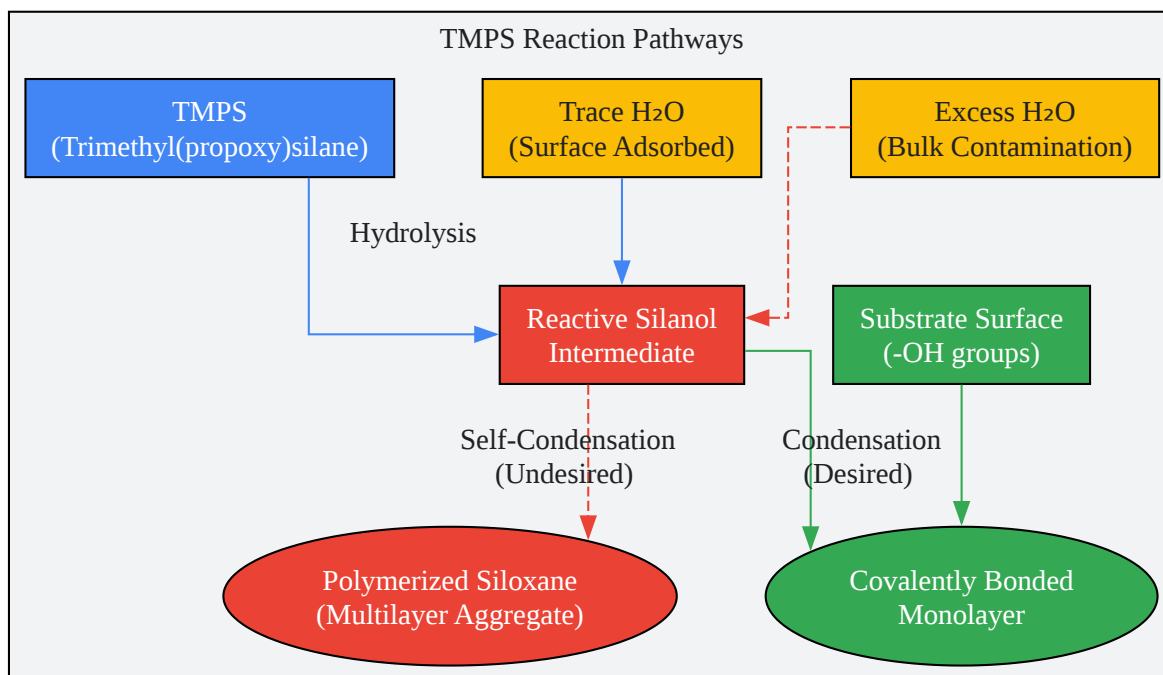 TMPS Reaction Pathways
TMPS
(Trimethyl(propoxy)silane)
Trace H₂O
(Surface Adsorbed)
Excess H₂O
(Bulk Contamination)
Hydrolysis
Reactive Silanol
Intermediate
Substrate Surface
(-OH groups)
Self-Condensation
(Undesired)
Condensation
(Desired)
Polymerized Siloxane
(Multilayer Aggregate)
Covalently Bonded
Monolayer